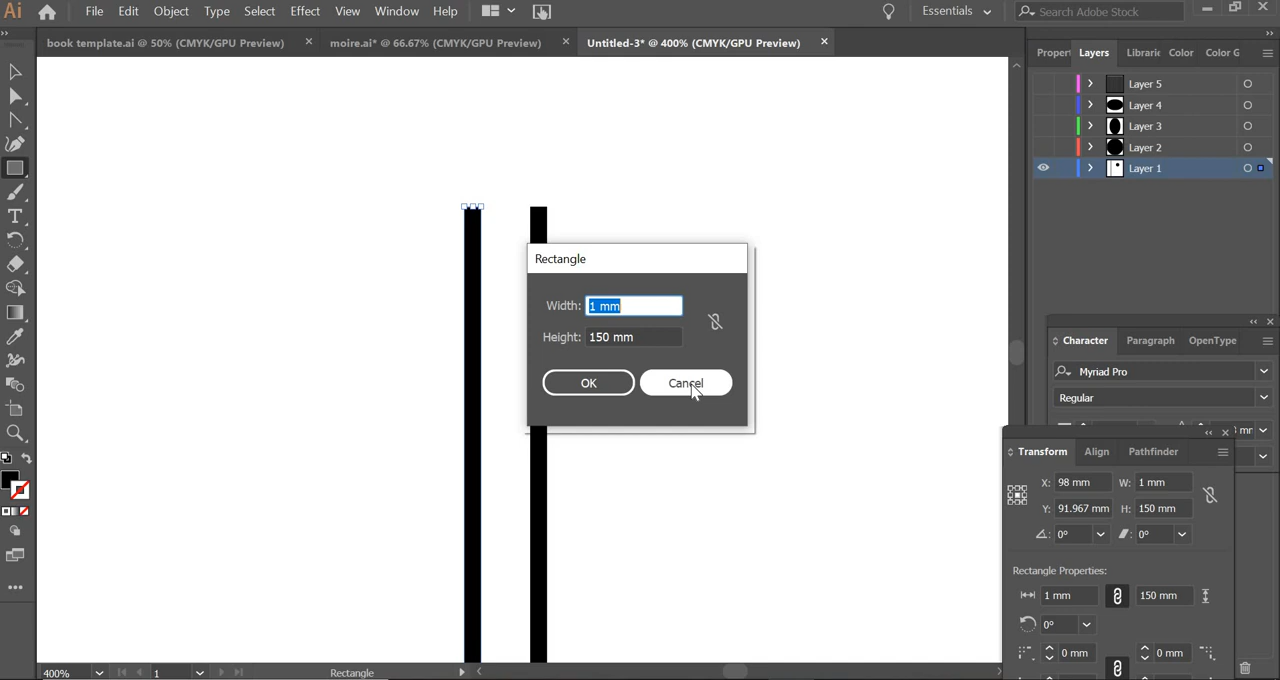 Ai File Edit Object Type Select Effect View Window Help Essentials Search Adobe Stock
book template.ai @ 50% (CMYK/GPU Preview) × moire.ai* @ 66.67% (CMYK/GPU Preview) × Untitled-3* @ 400% (CMYK/GPU Preview) ×
Propert Layers Librarie Color Color G
Layer 5
Layer 4
Layer 3
Layer 2
Layer 1
Rectangle
Width: 1 mm
Height: 150 mm
OK Cancel
Character Paragraph OpenType
Myriad Pro
Regular
Transform Align Pathfinder
X: 98 mm W: 1 mm
Y: 91.967 mm H: 150 mm
0° 0°
Rectangle Properties:
1 mm 150 mm
0°
0 mm 0 mm
400% 1 Rectangle